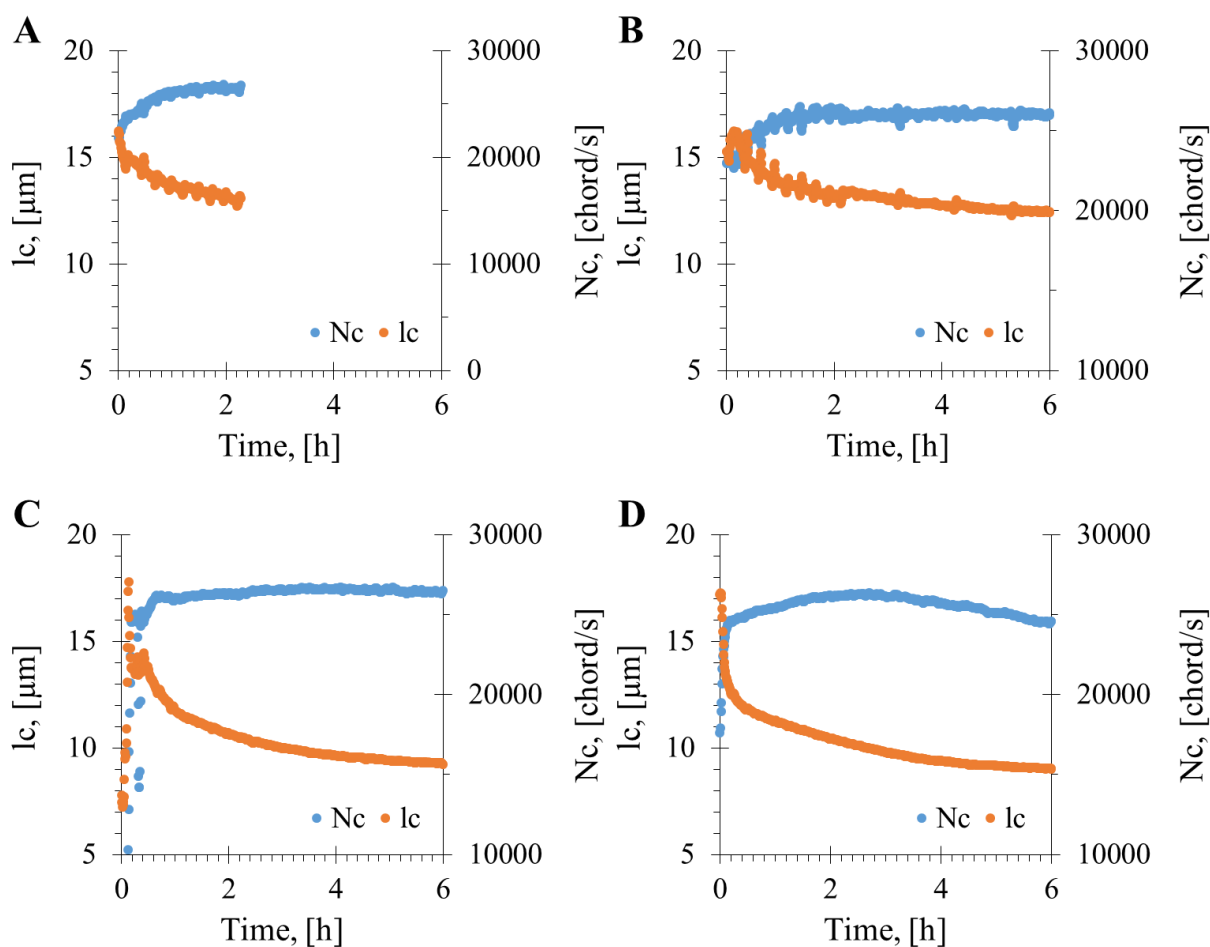 A
20
15
10
5
lc, [µm]
30000
20000
10000
0
Nc, [chord/s]
Nc lc
0 2 4 6
Time, [h]
B
20
15
10
5
lc, [µm]
30000
20000
10000
Nc, [chord/s]
Nc lc
0 2 4 6
Time, [h]
C
20
15
10
5
lc, [µm]
30000
20000
10000
Nc, [chord/s]
Nc lc
0 2 4 6
Time, [h]
D
20
15
10
5
lc, [µm]
30000
20000
10000
Nc, [chord/s]
Nc lc
0 2 4 6
Time, [h]